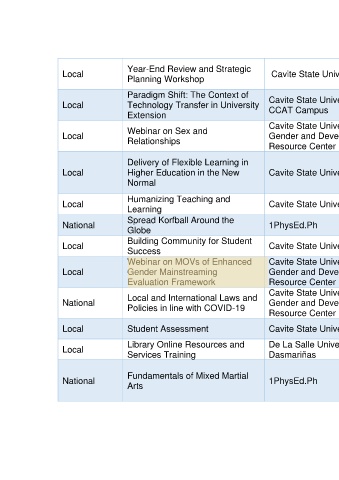 Local
Year-End Review and Strategic
Planning Workshop
Cavite State Univ
Local
Paradigm Shift: The Context of
Technology Transfer in University
Extension
Cavite State Unive
CCAT Campus
Local
Webinar on Sex and
Relationships
Cavite State Unive
Gender and Deve
Resource Center
Local
Delivery of Flexible Learning in
Higher Education in the New
Normal
Cavite State Unive
Local
Humanizing Teaching and
Learning
Cavite State Unive
National
Spread Korfball Around the
Globe
1PhysEd.Ph
Local
Building Community for Student
Success
Cavite State Unive
Local
Webinar on MOVs of Enhanced
Gender Mainstreaming
Evaluation Framework
Cavite State Unive
Gender and Deve
Resource Center
National
Local and International Laws and
Policies in line with COVID-19
Cavite State Unive
Gender and Deve
Resource Center
Local
Student Assessment
Cavite State Unive
Local
Library Online Resources and
Services Training
De La Salle Unive
Dasmariñas
National
Fundamentals of Mixed Martial
Arts
1PhysEd.Ph